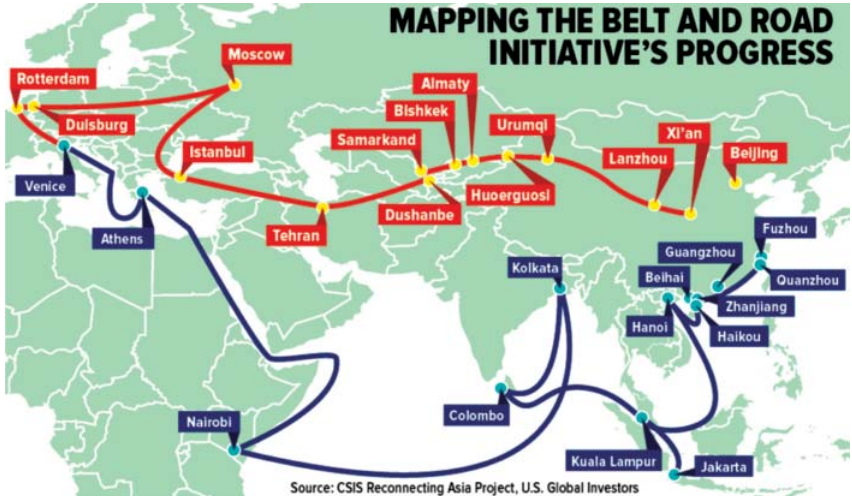 MAPPING THE BELT AND ROAD
INITIATIVE'S PROGRESS
Moscow
Rotterdam
Duisburg
Istanbul
Venice
Athens
Tehran
Samarkand
Bishkek
Almaty
Urumqi
Dushanbe
Huoerguosi
Lanzhou
Xi'an
Beijing
Fuzhou
Guangzhou
Quanzhou
Beihai
Zhanjiang
Hanoi
Haikou
Kolkata
Colombo
Nairobi
Kuala Lampur
Jakarta
Source: CSIS Reconnecting Asia Project, U.S. Global Investors